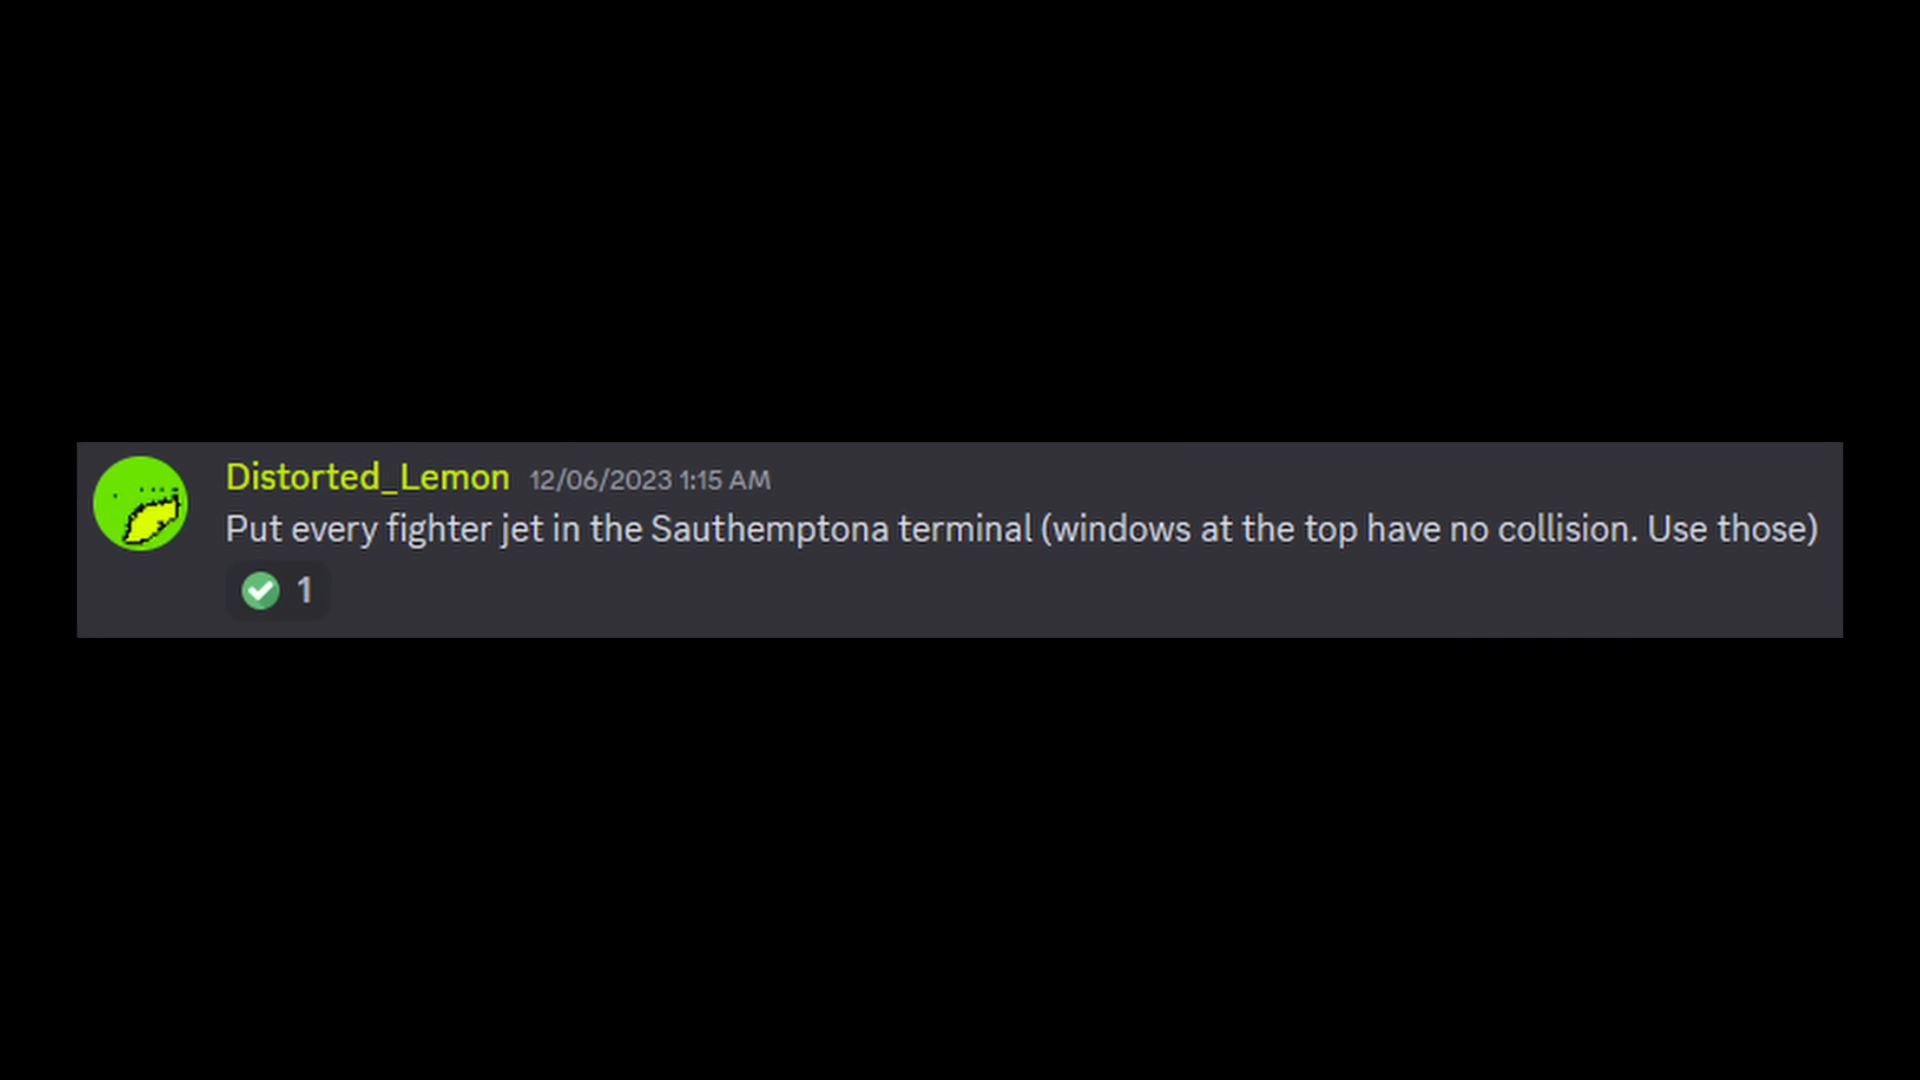 Distorted_Lemon 12/06/2023 1:15 AM
Put every fighter jet in the Sauthemptona terminal (windows at the top have no collision. Use those)
1